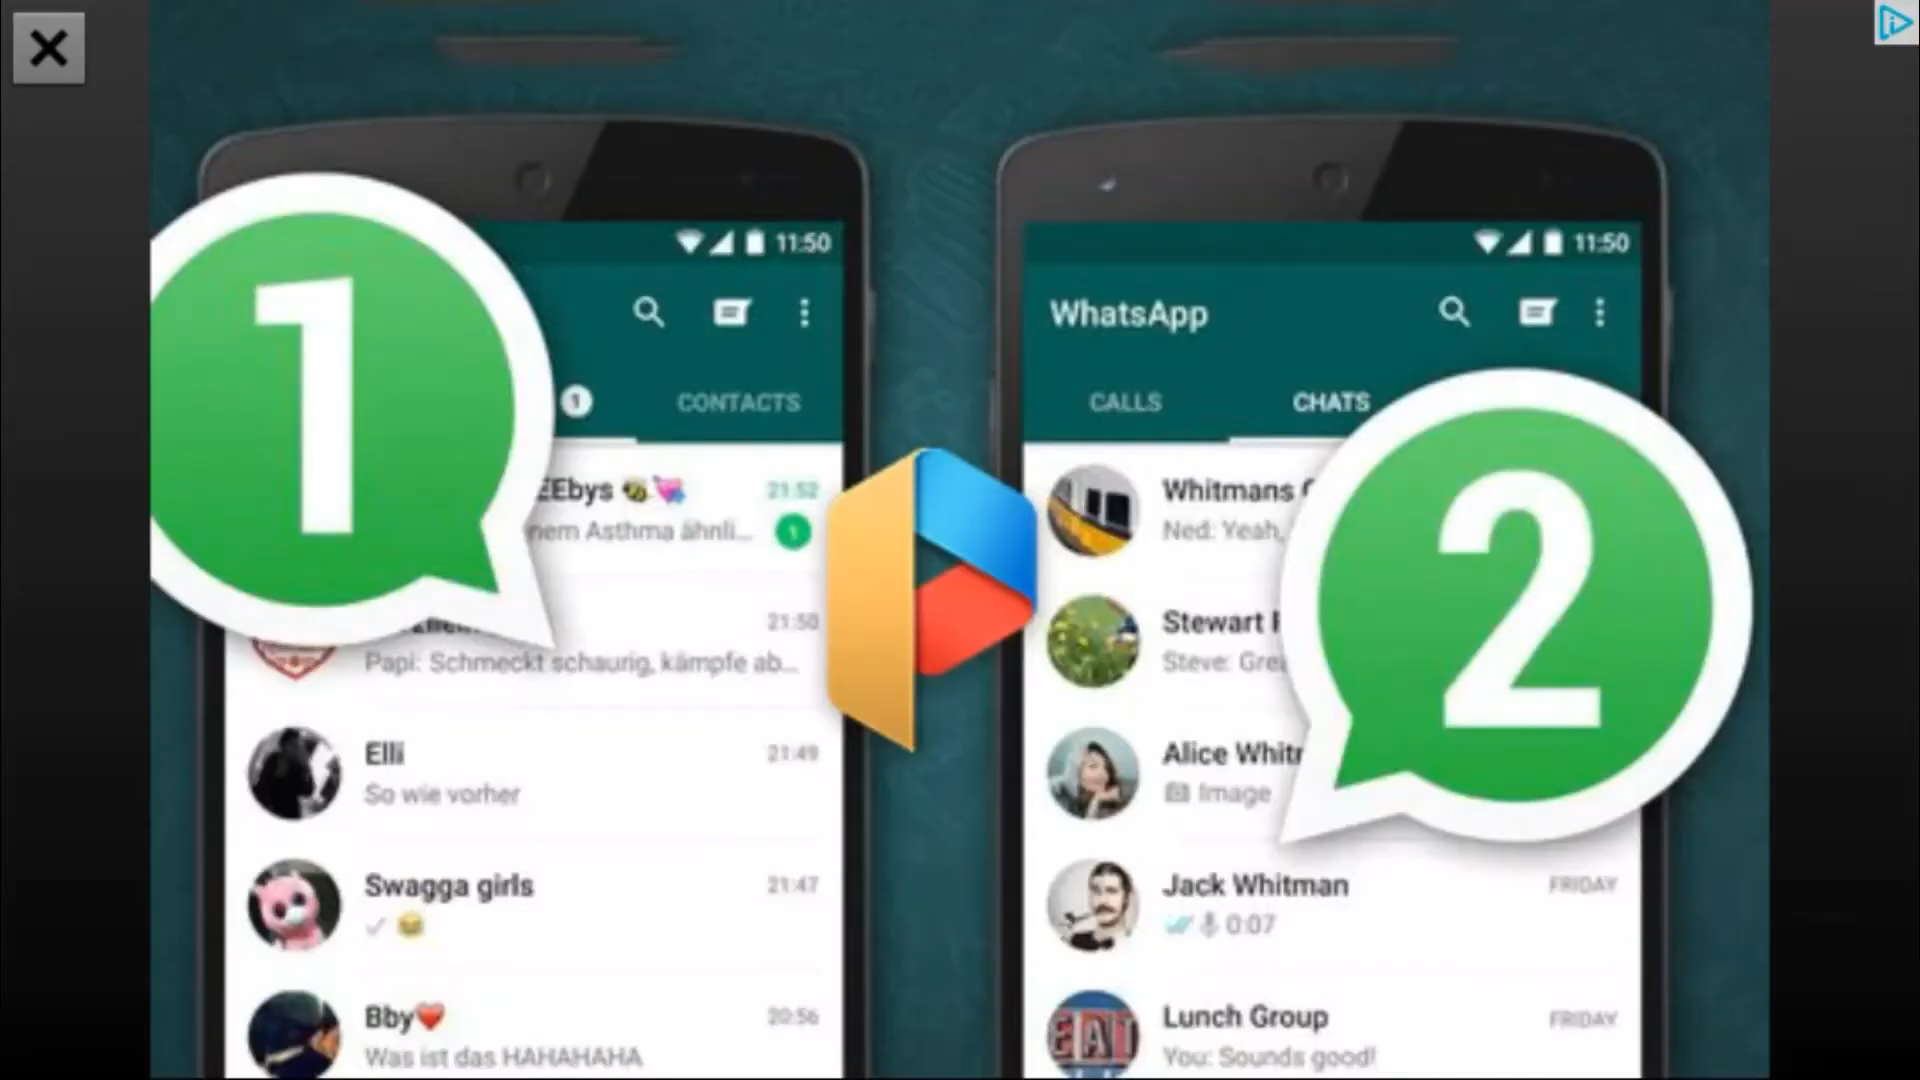 1
11:50
1
CONTACTS
EEbys 🐝💘
21:52
nem Asthma ähnli...
1
21:50
Papi: Schmeckt schaurig, kämpfe ab...
Elli
21:49
So wie vorher
Swagga girls
21:47
😂
Bby❤️
20:56
Was ist das HAHAHAHA
11:50
WhatsApp
CALLS
CHATS
2
Whitmans
Ned: Yeah,
Stewart
Steve: Grea
Alice Whit
Image
Jack Whitman
FRIDAY
0:07
EAT
Lunch Group
FRIDAY
You: Sounds good!